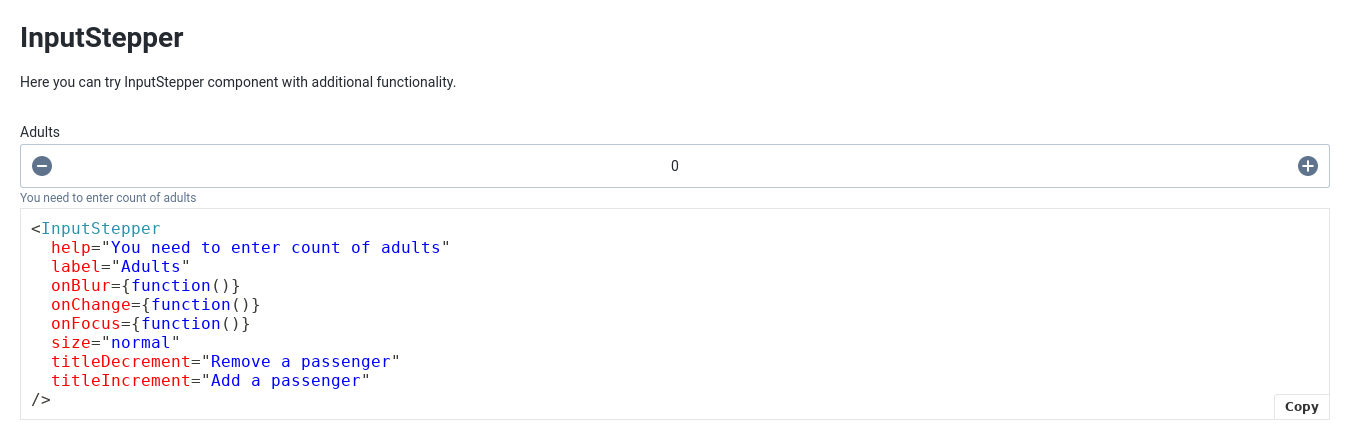 InputStepper
Here you can try InputStepper component with additional functionality.
Adults
0
You need to enter count of adults
<InputStepper
  help="You need to enter count of adults"
  label="Adults"
  onBlur={function()}
  onChange={function()}
  onFocus={function()}
  size="normal"
  titleDecrement="Remove a passenger"
  titleIncrement="Add a passenger"
/>
Copy